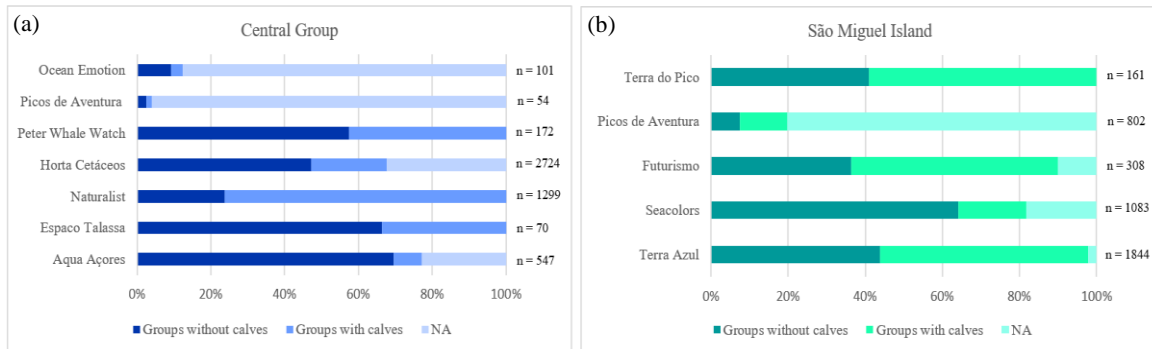 (a)
Central Group
Ocean Emotion n = 101
Picos de Aventura n = 54
Peter Whale Watch n = 172
Horta Cetáceos n = 2724
Naturalist n = 1299
Espaco Talassa n = 70
Aqua Açores n = 547
0% 20% 40% 60% 80% 100%
Groups without calves Groups with calves NA
(b)
São Miguel Island
Terra do Pico n = 161
Picos de Aventura n = 802
Futurismo n = 308
Seacolors n = 1083
Terra Azul n = 1844
0% 20% 40% 60% 80% 100%
Groups without calves Groups with calves NA